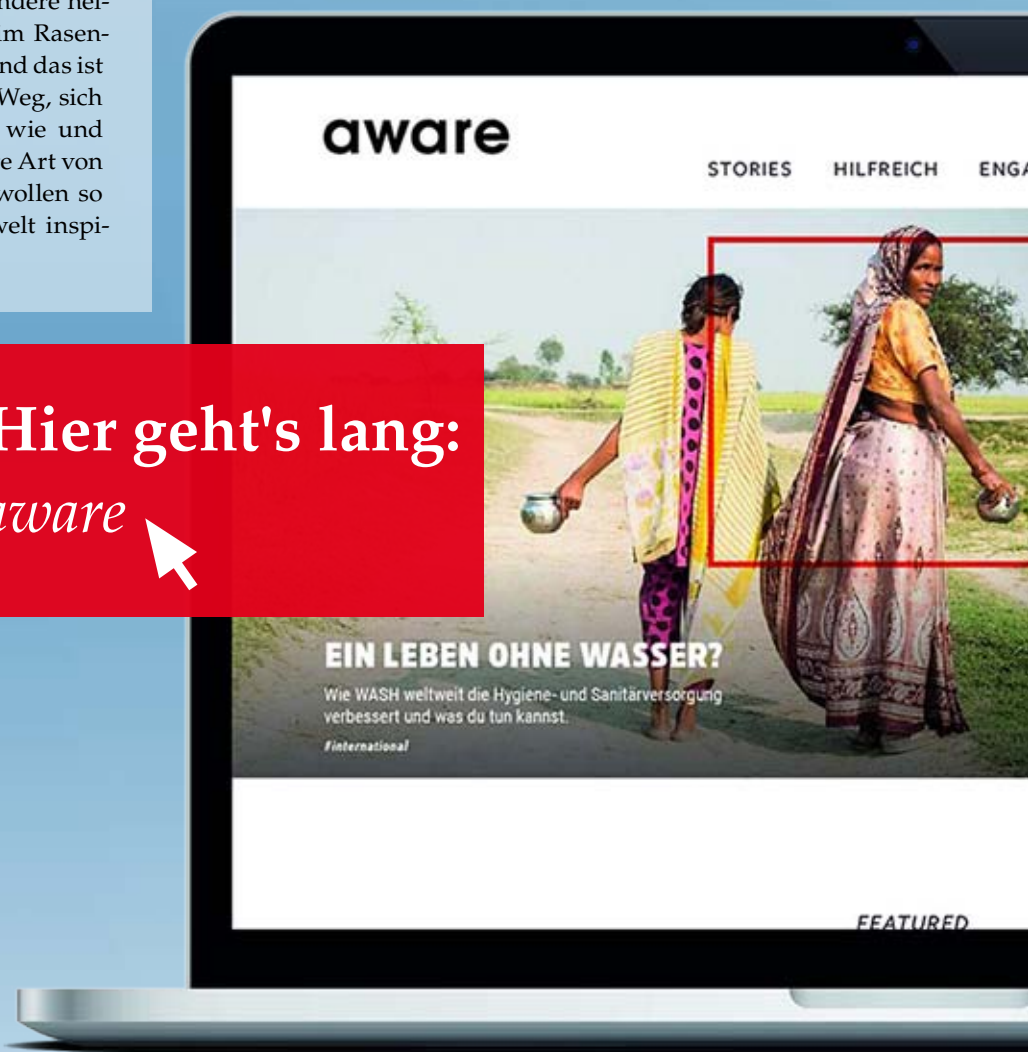 ndere hel-
m Rasen-
nd das ist
Weg, sich
wie und
e Art von
wollen so
welt inspi-
Hier geht's lang:
aware
aware
STORIES HILFREICH ENGA
EIN LEBEN OHNE WASSER?
Wie WASH weltweit die Hygiene- und Sanitärversorgung
verbessert und was du tun kannst.
#international
FEATURED